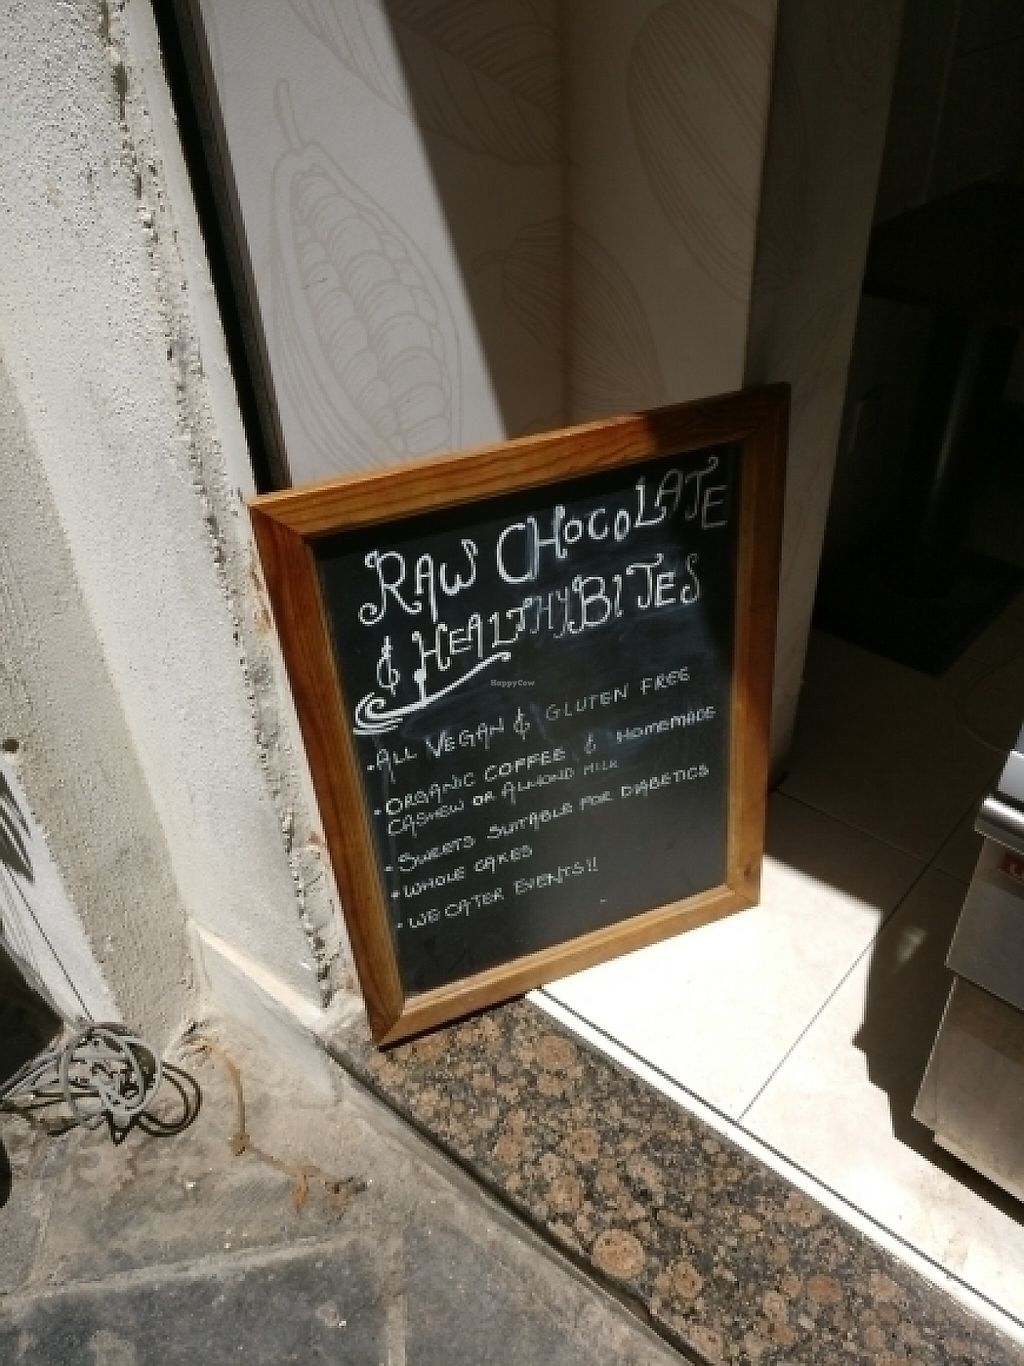 RAW CHOCOLATE
& HEALTHY BITES
HappyCow
• ALL VEGAN & GLUTEN FREE
• ORGANIC COFFEE & HOMEMADE
CASHEW OR ALMOND MILK
• SWEETS SUITABLE FOR DIABETICS
• WHOLE CAKES
• WE CATER EVENTS!!